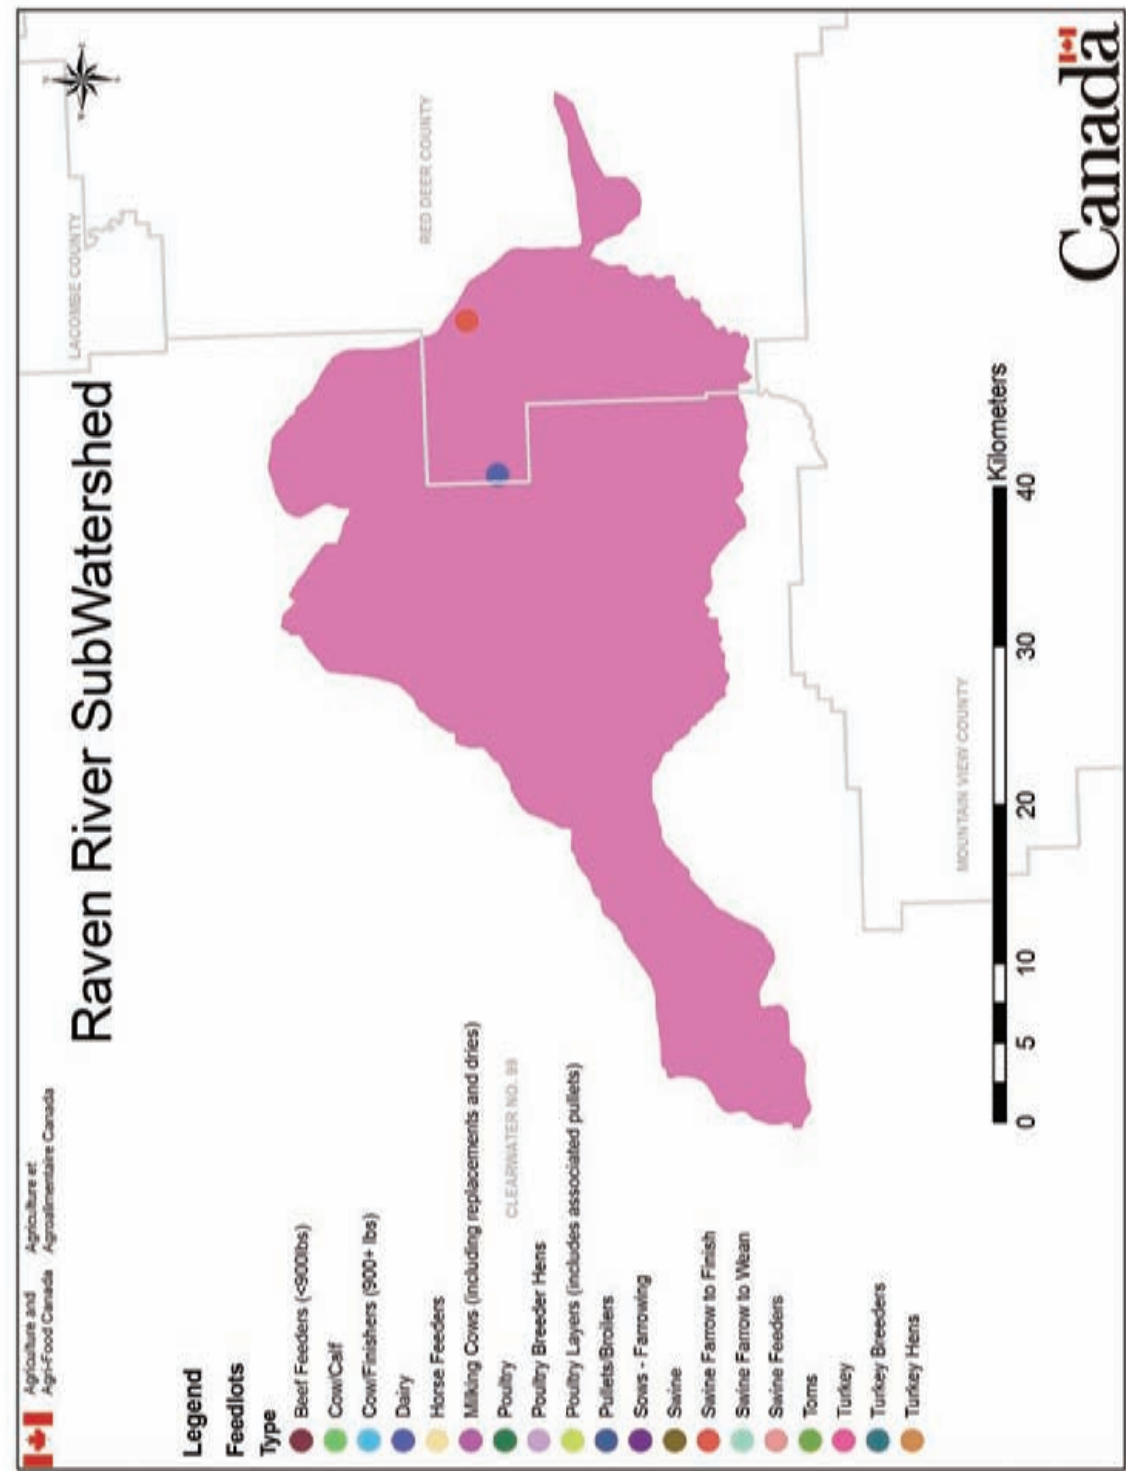 Agriculture and
Agri-Food Canada
Agriculture et
Agroalimentaire Canada
Raven River SubWatershed
LACOMBE COUNTY
RED DEER COUNTY
CLEARWATER NO. 99
MOUNTAIN VIEW COUNTY
Legend
Feedlots
Type
Beef Feeders (<900lbs)
Cow/Calf
Cow/Finishers (900+ lbs)
Dairy
Horse Feeders
Milking Cows (including replacements and dries)
Poultry
Poultry Breeder Hens
Poultry Layers (includes associated pullets)
Pullets/Broilers
Sows - Farrowing
Swine
Swine Farrow to Finish
Swine Farrow to Wean
Swine Feeders
Toms
Turkey
Turkey Breeders
Turkey Hens
0 5 10 20 30 40
Kilometers
Canada